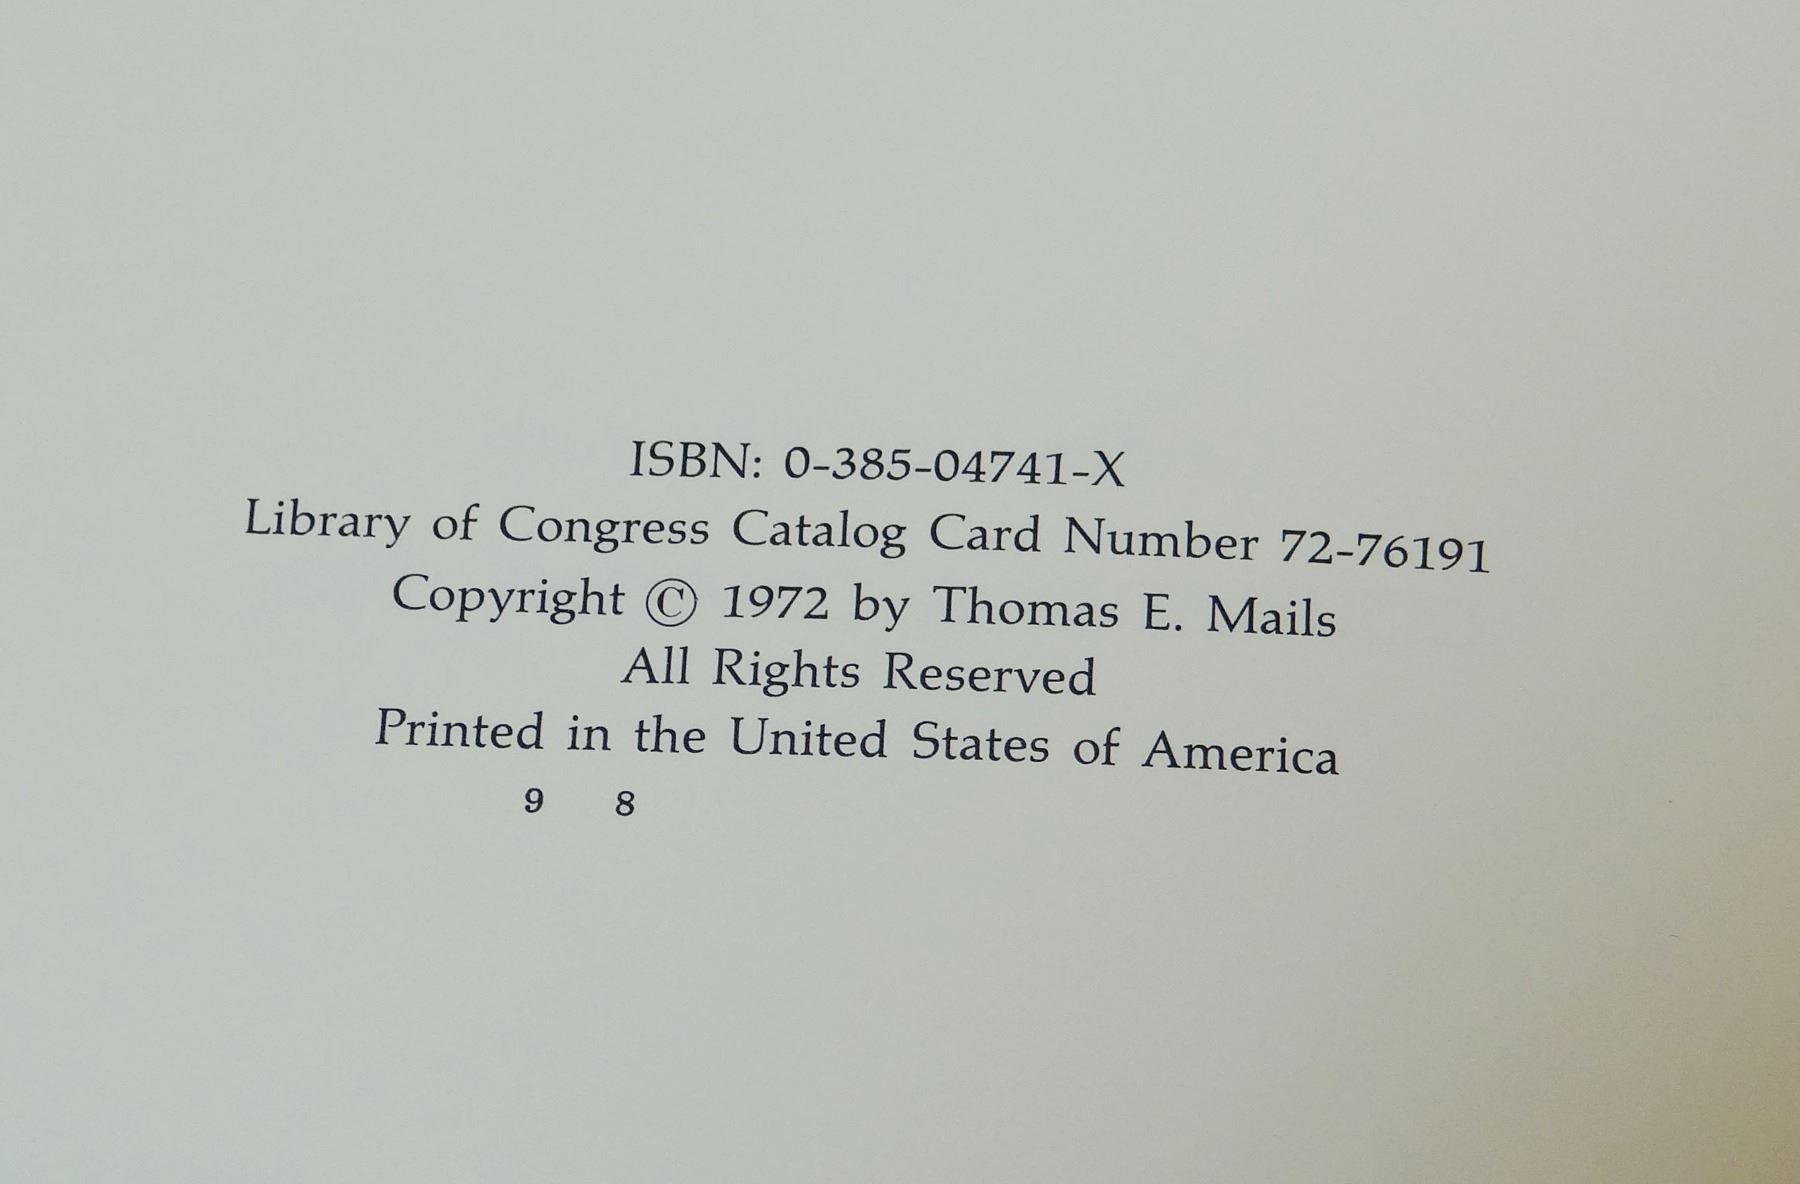 ISBN: 0-385-04741-X
Library of Congress Catalog Card Number 72-76191
Copyright © 1972 by Thomas E. Mails
All Rights Reserved
Printed in the United States of America
9 8